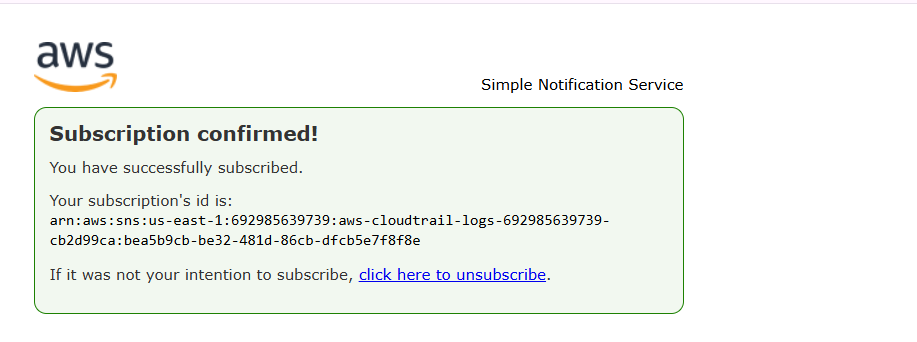 aws
Simple Notification Service
Subscription confirmed!
You have successfully subscribed.
Your subscription's id is:
arn:aws:sns:us-east-1:692985639739:aws-cloudtrail-logs-692985639739-
cb2d99ca:bea5b9cb-be32-481d-86cb-dfcb5e7f8f8e
If it was not your intention to subscribe, click here to unsubscribe.